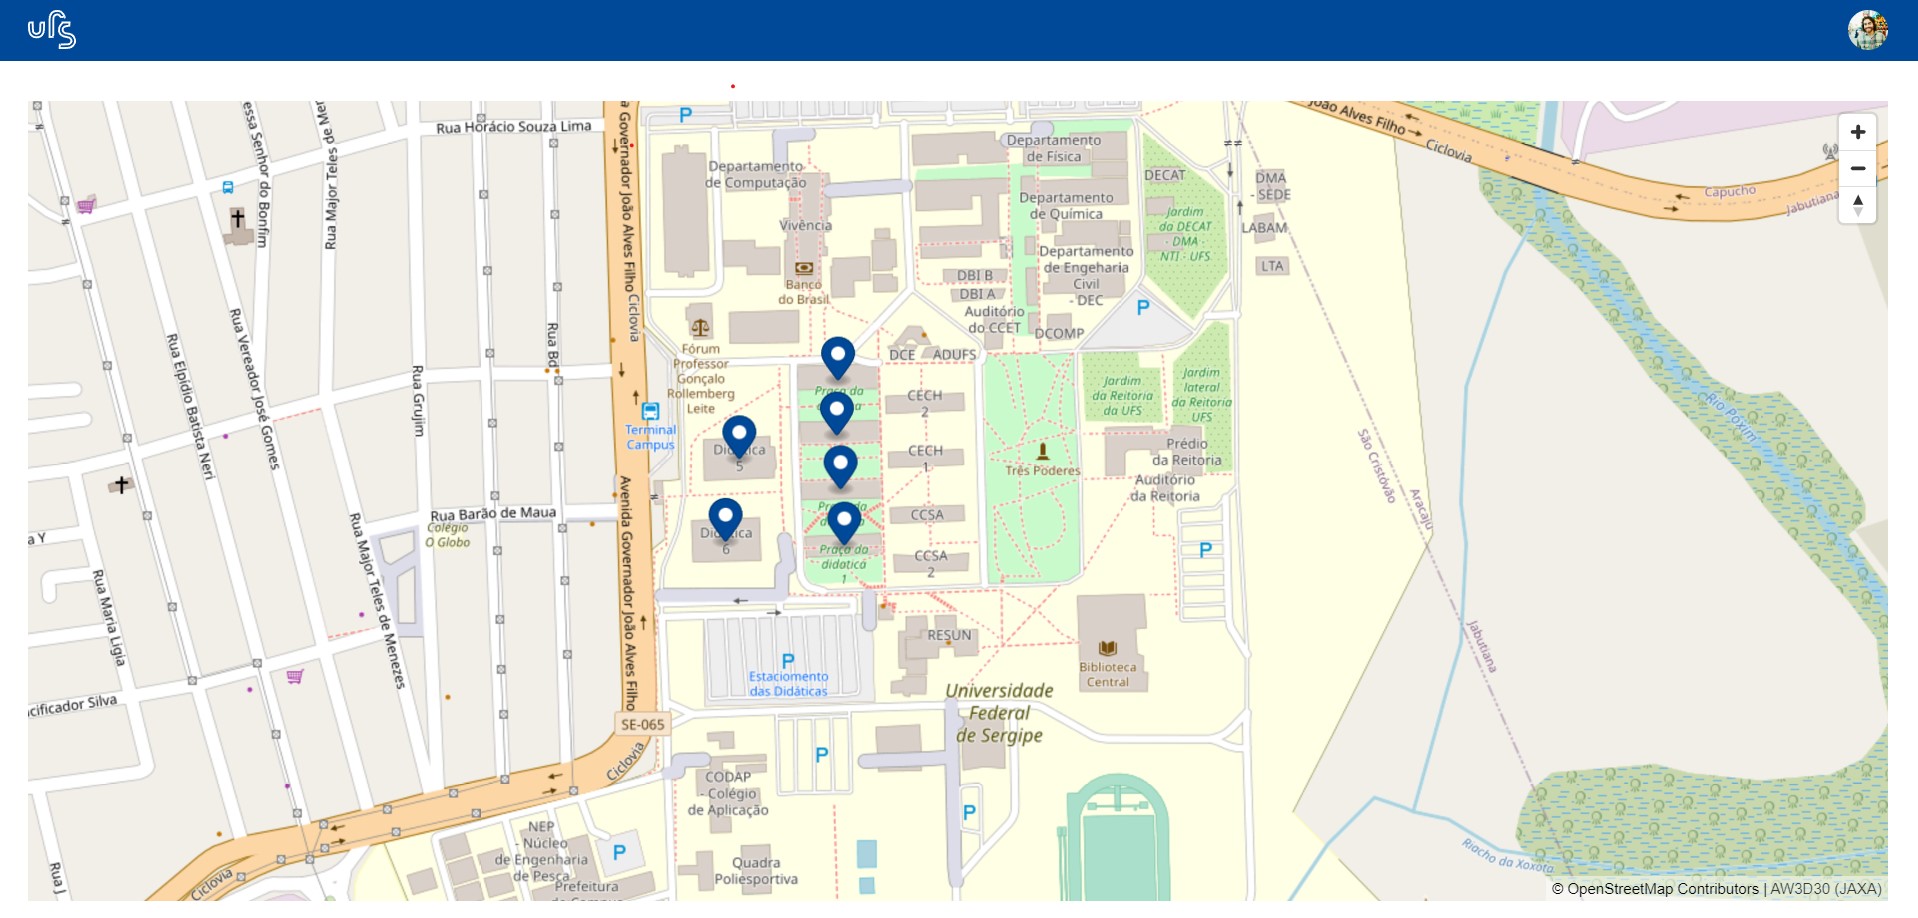 ufs
Rua Horácio Souza Lima
Rua Major Teles de Me
essa Senhor do Bonfim
a Governador João Alves Filho
Ciclovia
P
Departamento
de Computação
Vivência
Banco
do Brasil
Departamento
de Física
Departamento
de Química
Departamento
de Engeharia
Civil
- DEC
DECAT
Jardim
da DECAT
- DMA
NTI - UFS
DMA
- SEDE
LABAM
LTA
João Alves Filho
Ciclovia
Capucho
Jabutiana
DBI B
DBI A
Auditório
do CCET
DCOMP
P
DCE
ADUFS
Fórum
Professor
Gonçalo
Rollemberg
Leite
Rua Elpídio Batista Neri
Rua Vereador José Gomes
Rua Grujim
Rua Bdj
Terminal
Campus
Praça da
Didática
5
Didática
6
CECH
2
CECH
1
CCSA
CCSA
2
Praça da
didaticá
1
Três Poderes
Jardim
da Reitoria
da UFS
Jardim
lateral
da Reitoria
UFS
Prédio
da Reitoria
Auditório
da Reitoria
P
São Cristóvão
Aracaju
Rio Poxim
Rua Barão de Maua
Colégio
O Globo
a Y
Rua Maria Ligia
Rua Major Teles de Menezes
Avenida Governador João Alves Filho
cificador Silva
P
Estaciomento
das Didáticas
RESUN
Biblioteca
Central
Universidade
Federal
de Sergipe
Jabutiana
SE-065
Ciclovia
P
CODAP
- Colégio
de Aplicação
P
NEP
- Núcleo
de Engenharia
de Pesca
P
Prefeitura
Quadra
Poliesportiva
Rua J
Ciclovia
Riacho da Xoxota
© OpenStreetMap Contributors | AW3D30 (JAXA)